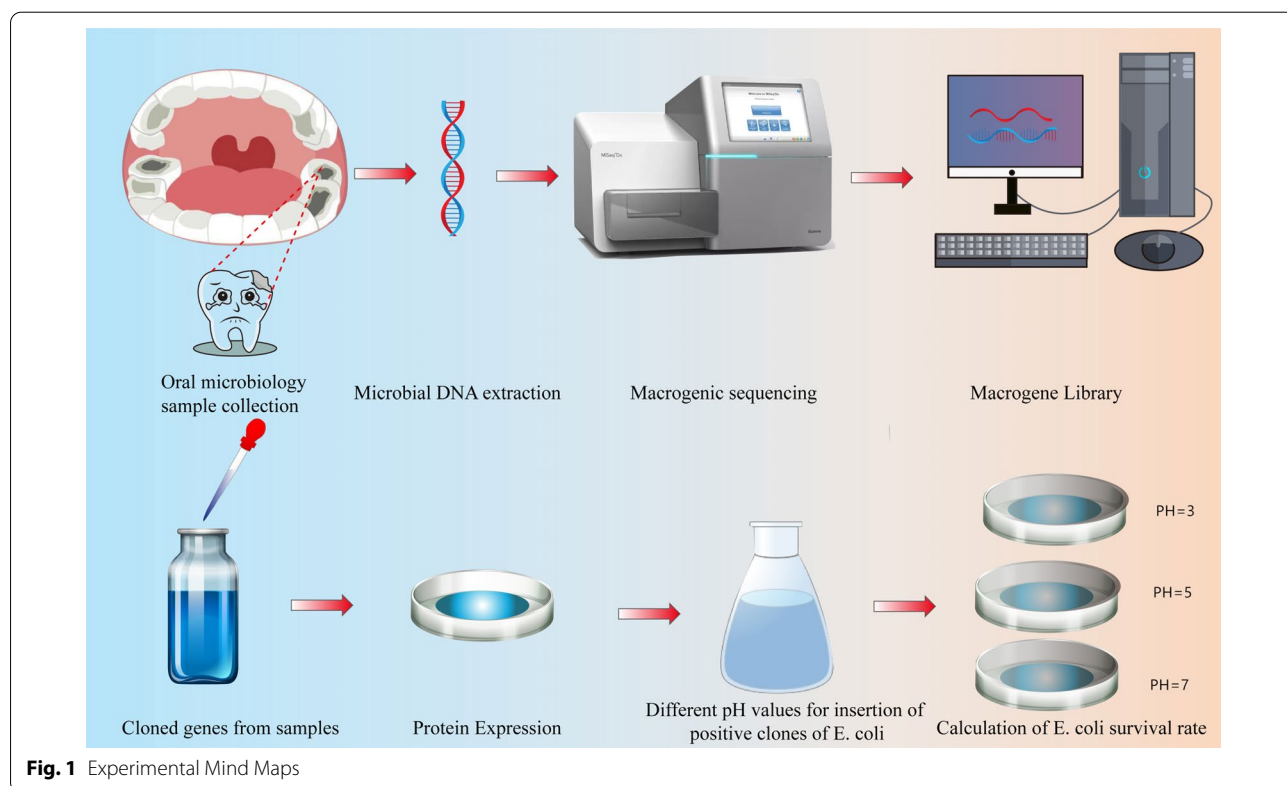 MiSeqTDx
Oral microbiology
sample collection
Microbial DNA extraction
Macrogenic sequencing
Macrogene Library
PH=3
PH=5
PH=7
Cloned genes from samples
Protein Expression
Different pH values for insertion of
positive clones of E. coli
Calculation of E. coli survival rate
Fig. 1 Experimental Mind Maps